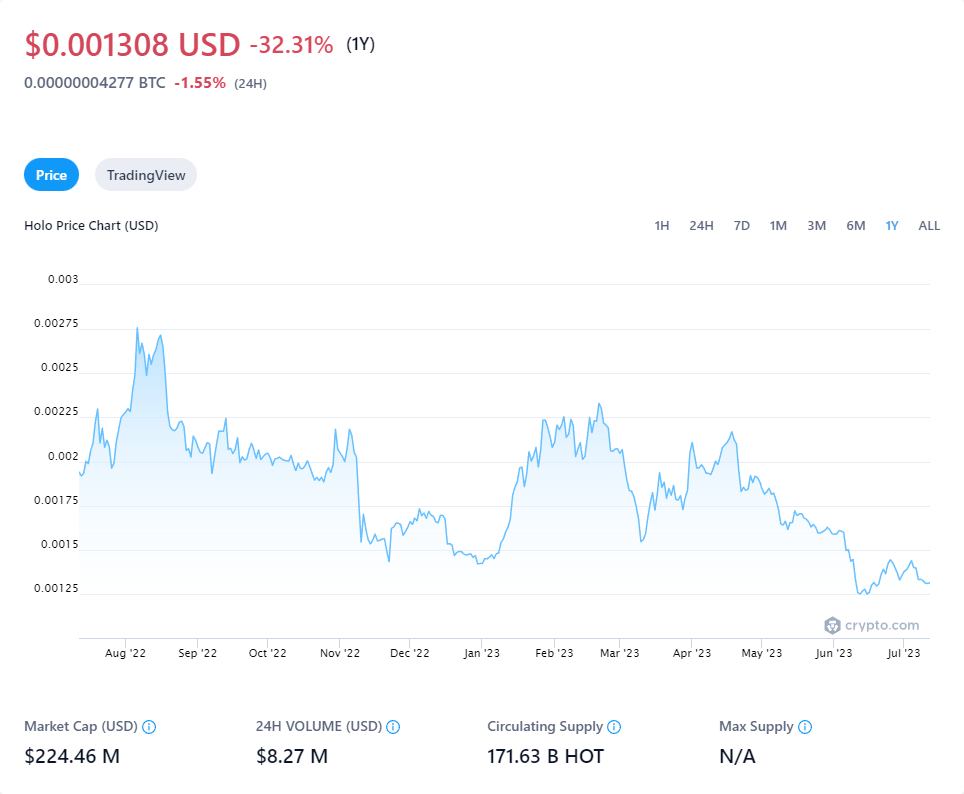 $0.001308 USD -32.31% (1Y)
0.00000004277 BTC -1.55% (24H)
Price TradingView
Holo Price Chart (USD) 1H 24H 7D 1M 3M 6M 1Y ALL
0.003
0.00275
0.0025
0.00225
0.002
0.00175
0.0015
0.00125
crypto.com
Aug '22 Sep '22 Oct '22 Nov '22 Dec '22 Jan '23 Feb '23 Mar '23 Apr '23 May '23 Jun '23 Jul '23
Market Cap (USD) 24H VOLUME (USD) Circulating Supply Max Supply
$224.46 M $8.27 M 171.63 B HOT N/A